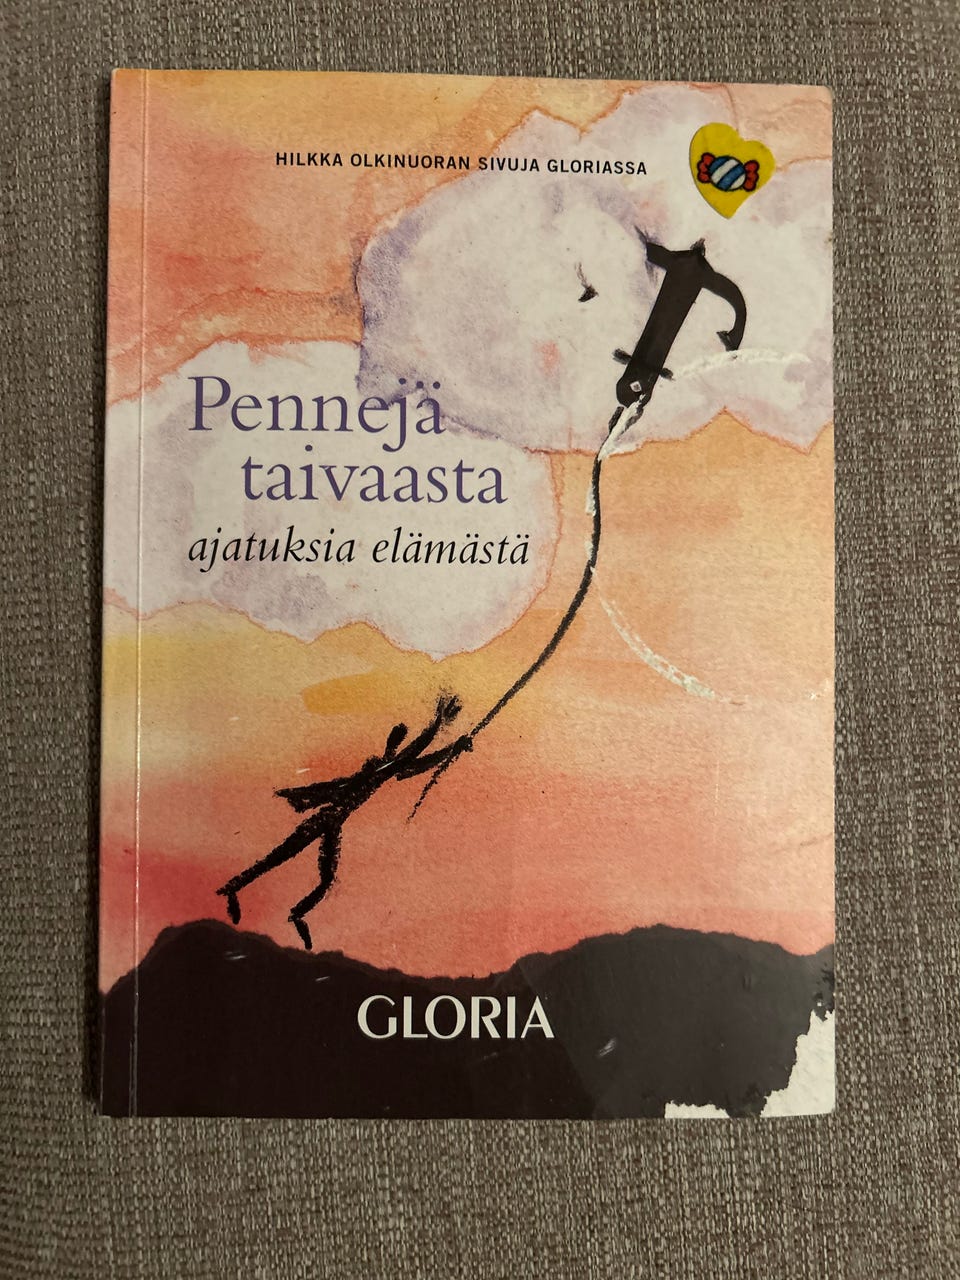 HILKKA OLKINUORAN SIVUJA GLORIASSA
Pennejä
taivaasta
ajatuksia elämästä
GLORIA